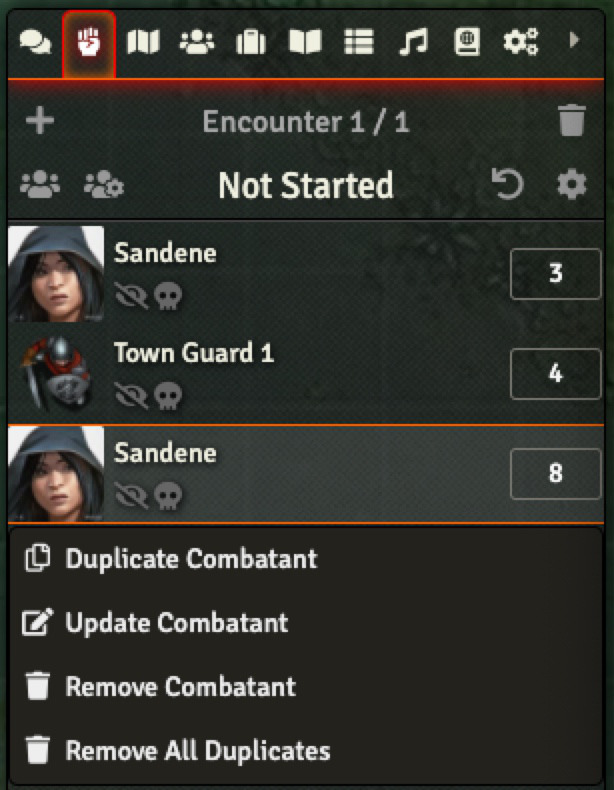 Encounter 1 / 1
Not Started
Sandene
3
Town Guard 1
4
Sandene
8
Duplicate Combatant
Update Combatant
Remove Combatant
Remove All Duplicates